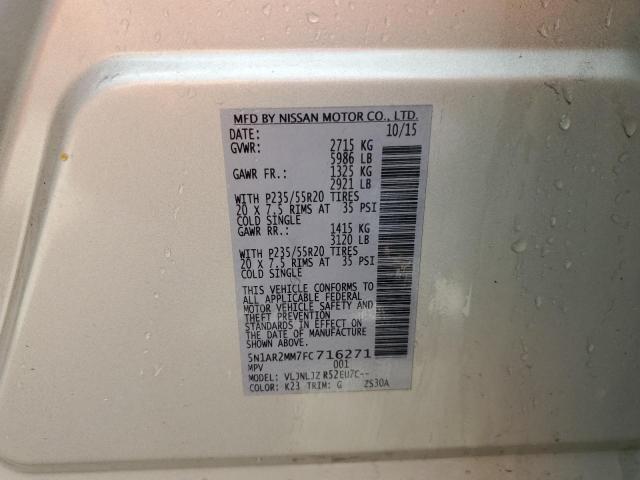 MFD BY NISSAN MOTOR CO., LTD.
DATE: 10/15
GVWR: 2715 KG
5986 LB
GAWR FR.: 1325 KG
2921 LB
WITH P235/55R20 TIRES
20 X 7.5 RIMS AT 35 PSI
COLD SINGLE
GAWR RR.: 1415 KG
3120 LB
WITH P235/55R20 TIRES
20 X 7.5 RIMS AT 35 PSI
COLD SINGLE
THIS VEHICLE CONFORMS TO
ALL APPLICABLE FEDERAL
MOTOR VEHICLE SAFETY AND
THEFT PREVENTION
STANDARDS IN EFFECT ON
THE DATE OF MANUFACTURE
SHOWN ABOVE.
5N1AR2MM7FC716271
MPV 001
MODEL: VLJNLJZ R52EU7C--
COLOR: K23 TRIM: G ZS30A